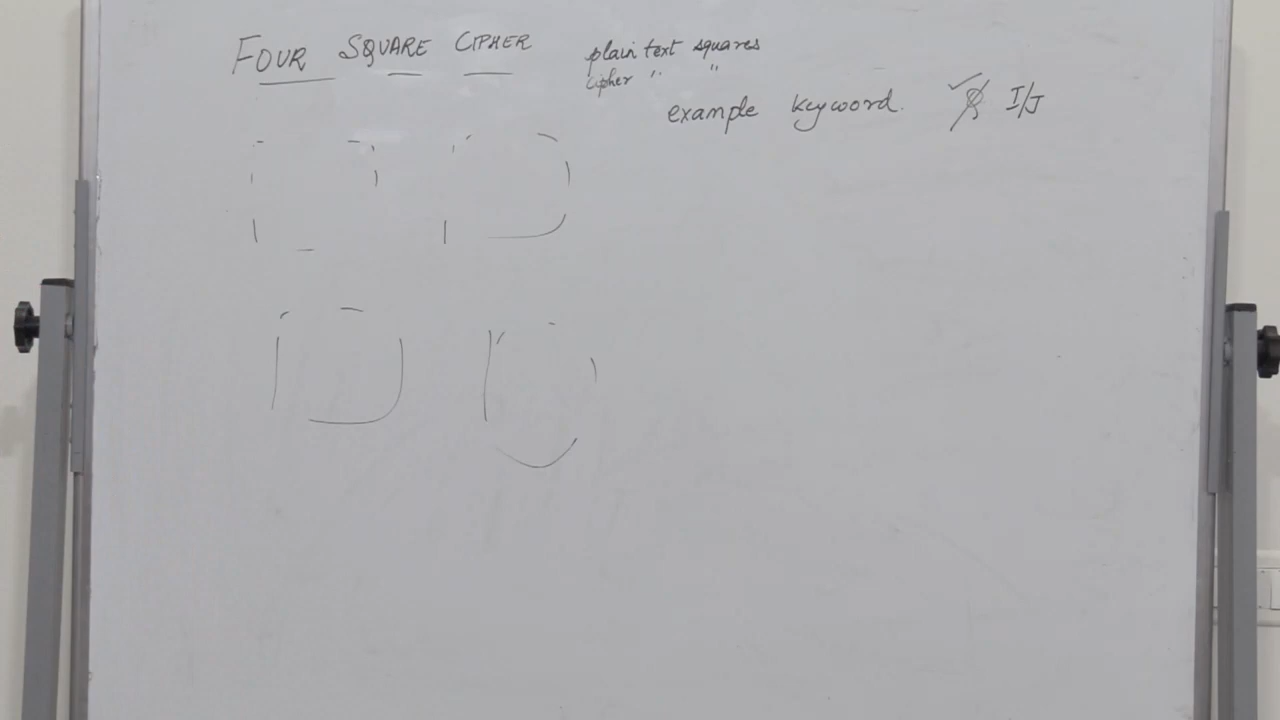 FOUR SQUARE CIPHER
plain text squares
cipher " "
example keyword. ✓ Q I/J